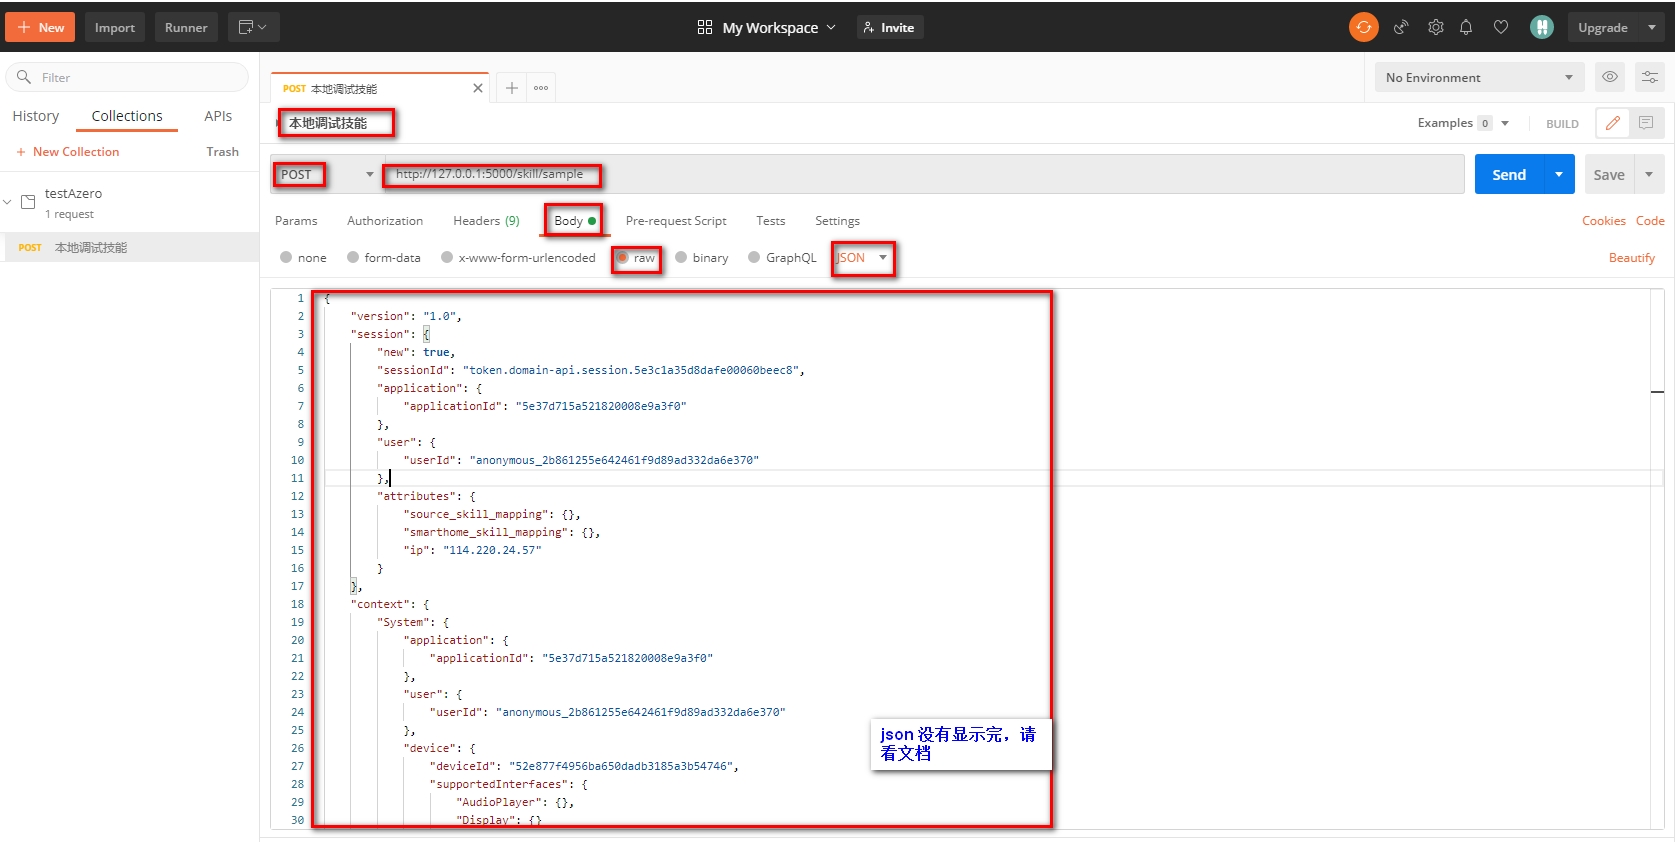 New
Import
Runner
My Workspace
Invite
Upgrade
Filter
History
Collections
APIs
New Collection
Trash
testAzero
1 request
POST 本地调试技能
POST 本地调试技能
No Environment
本地调试技能
Examples 0
BUILD
POST
http://127.0.0.1:5000/skill/sample
Send
Save
Params
Authorization
Headers (9)
Body
Pre-request Script
Tests
Settings
Cookies
Code
none
form-data
x-www-form-urlencoded
raw
binary
GraphQL
JSON
Beautify
1 {
2 "version": "1.0",
3 "session": {
4 "new": true,
5 "sessionId": "token.domain-api.session.5e3c1a35d8dafe00060beec8",
6 "application": {
7 "applicationId": "5e37d715a521820008e9a3f0"
8 },
9 "user": {
10 "userId": "anonymous_2b861255e642461f9d89ad332da6e370"
11 },
12 "attributes": {
13 "source_skill_mapping": {},
14 "smarthome_skill_mapping": {},
15 "ip": "114.220.24.57"
16 }
17 },
18 "context": {
19 "System": {
20 "application": {
21 "applicationId": "5e37d715a521820008e9a3f0"
22 },
23 "user": {
24 "userId": "anonymous_2b861255e642461f9d89ad332da6e370"
25 },
26 "device": {
27 "deviceId": "52e877f4956ba650dadb3185a3b54746",
28 "supportedInterfaces": {
29 "AudioPlayer": {},
30 "Display": {}
json 没有显示完，请
看文档